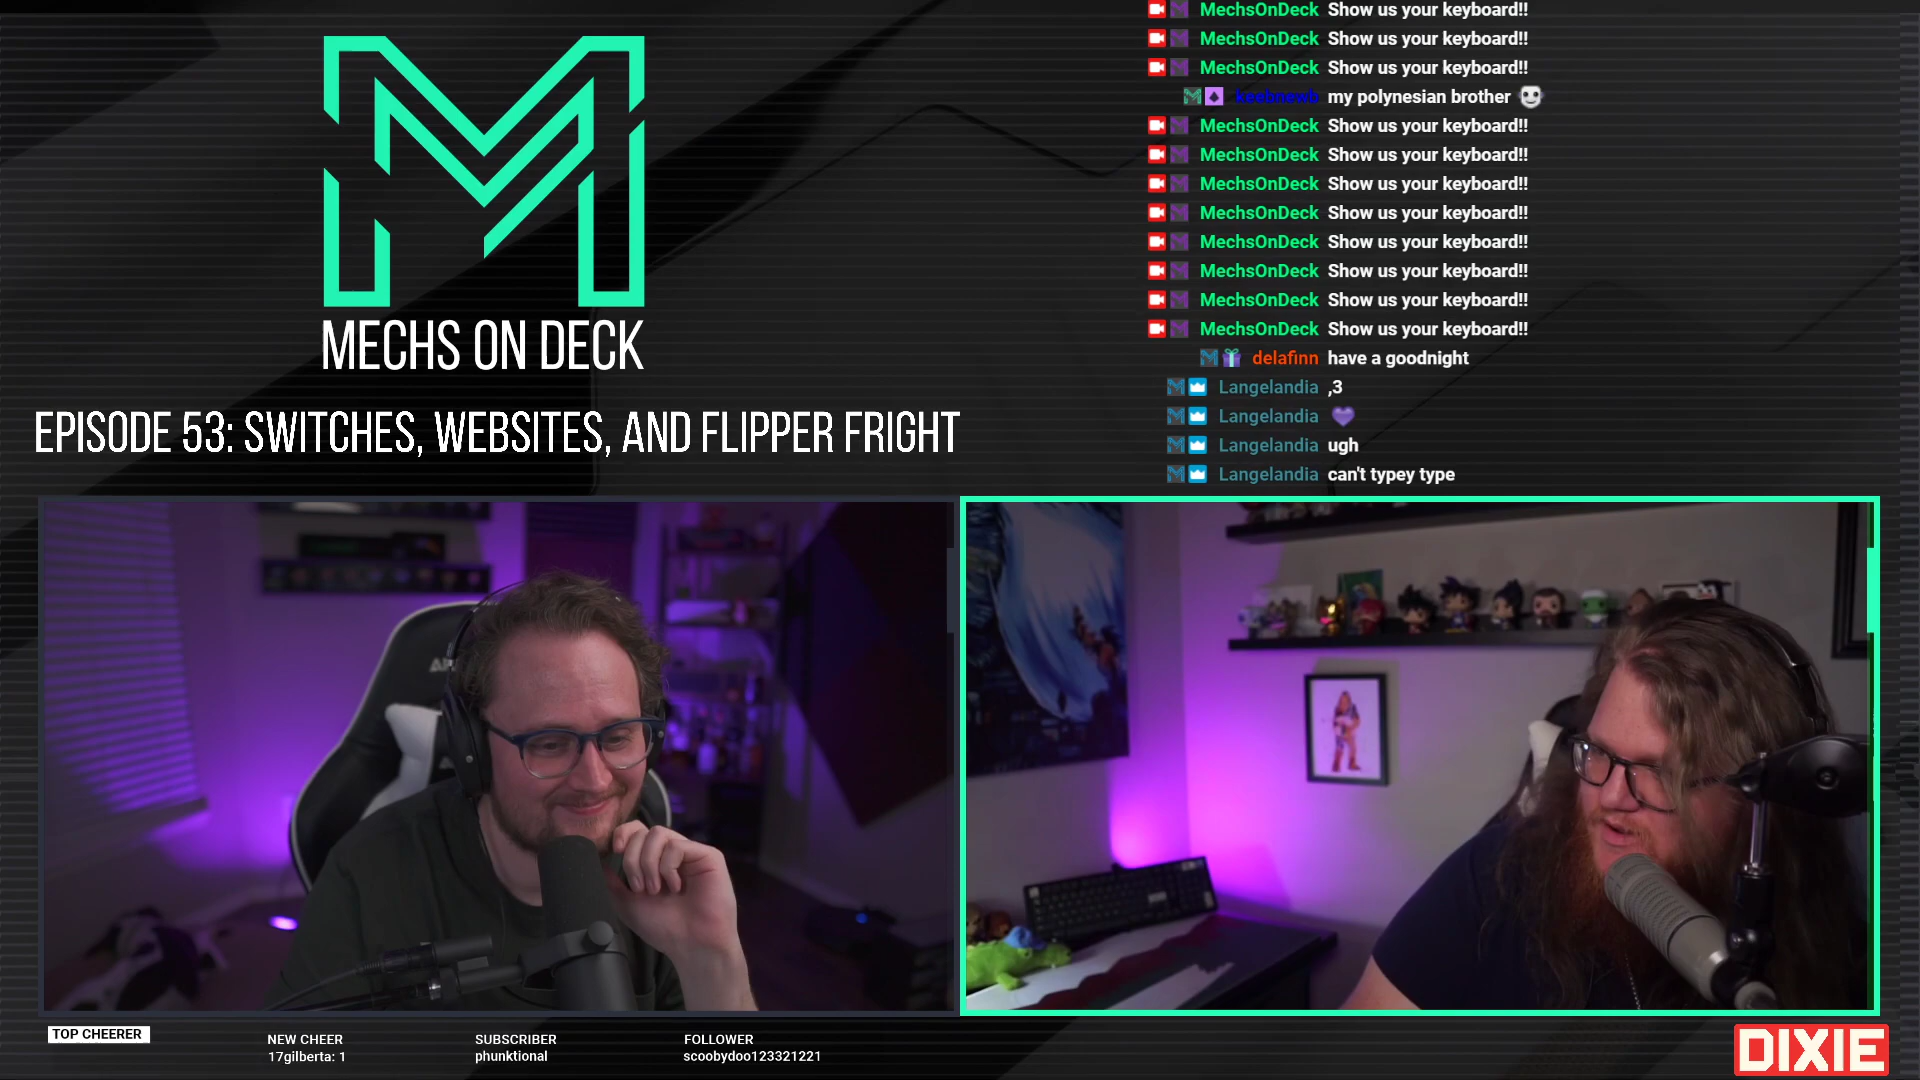 MECHS ON DECK
EPISODE 53: SWITCHES, WEBSITES, AND FLIPPER FRIGHT
MechsOnDeck Show us your keyboard!!
MechsOnDeck Show us your keyboard!!
MechsOnDeck Show us your keyboard!!
keebnewb my polynesian brother
MechsOnDeck Show us your keyboard!!
MechsOnDeck Show us your keyboard!!
MechsOnDeck Show us your keyboard!!
MechsOnDeck Show us your keyboard!!
MechsOnDeck Show us your keyboard!!
MechsOnDeck Show us your keyboard!!
MechsOnDeck Show us your keyboard!!
MechsOnDeck Show us your keyboard!!
delafinn have a goodnight
Langelandia ,3
Langelandia
Langelandia ugh
Langelandia can't typey type
TOP CHEERER
NEW CHEER
17gilberta: 1
SUBSCRIBER
phunktional
FOLLOWER
scoobydoo123321221
DIXIE